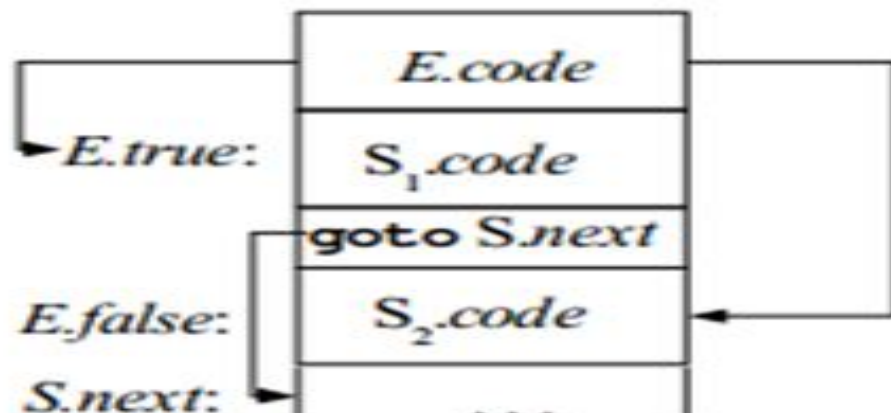 E.code
E.true: S₁.code
goto S.next
E.false: S₂.code
S.next: